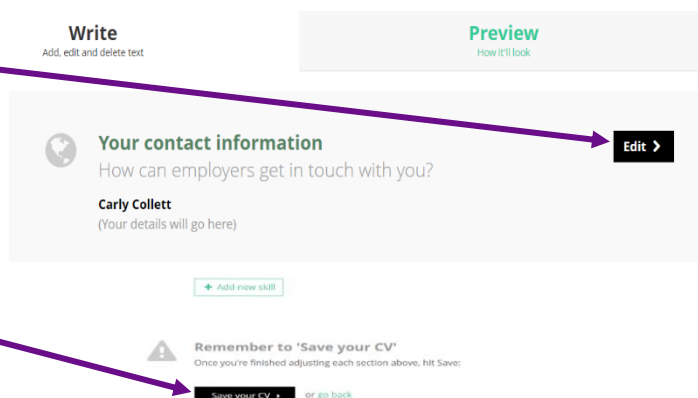 Write
Add, edit and delete text
Preview
How it'll look
Your contact information
Edit ❯
How can employers get in touch with you?
Carly Collett
(Your details will go here)
+ Add new skill
Remember to 'Save your CV'
Once you're finished adjusting each section above, hit Save:
Save your CV or go back